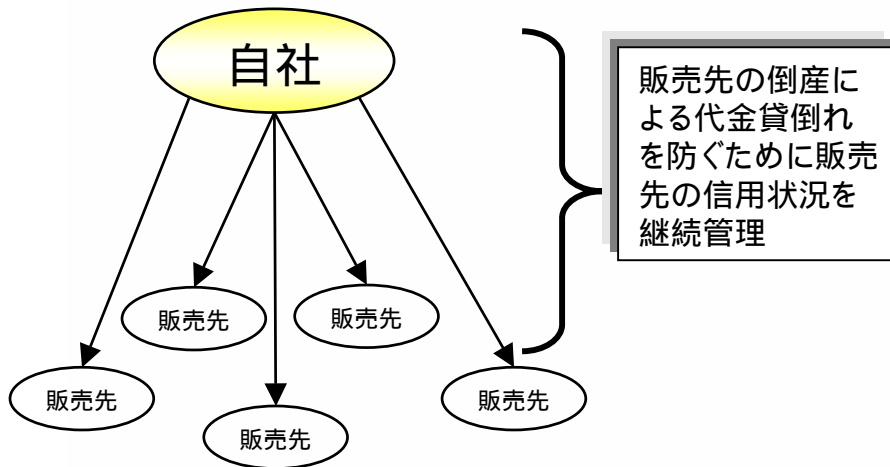 自社
販売先の倒産に
よる代金貸倒れ
を防ぐために販売
先の信用状況を
継続管理
販売先
販売先
販売先
販売先
販売先